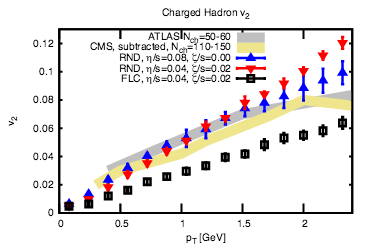 Charged Hadron v2
ATLAS Nch=50-60
CMS, subtracted, Nch=110-150
RND, η/s=0.08, ζ/s=0.00
RND, η/s=0.04, ζ/s=0.02
FLC, η/s=0.04, ζ/s=0.02
0.12
0.1
0.08
0.06
0.04
0.02
0
v2
0 0.5 1 1.5 2
pT [GeV]